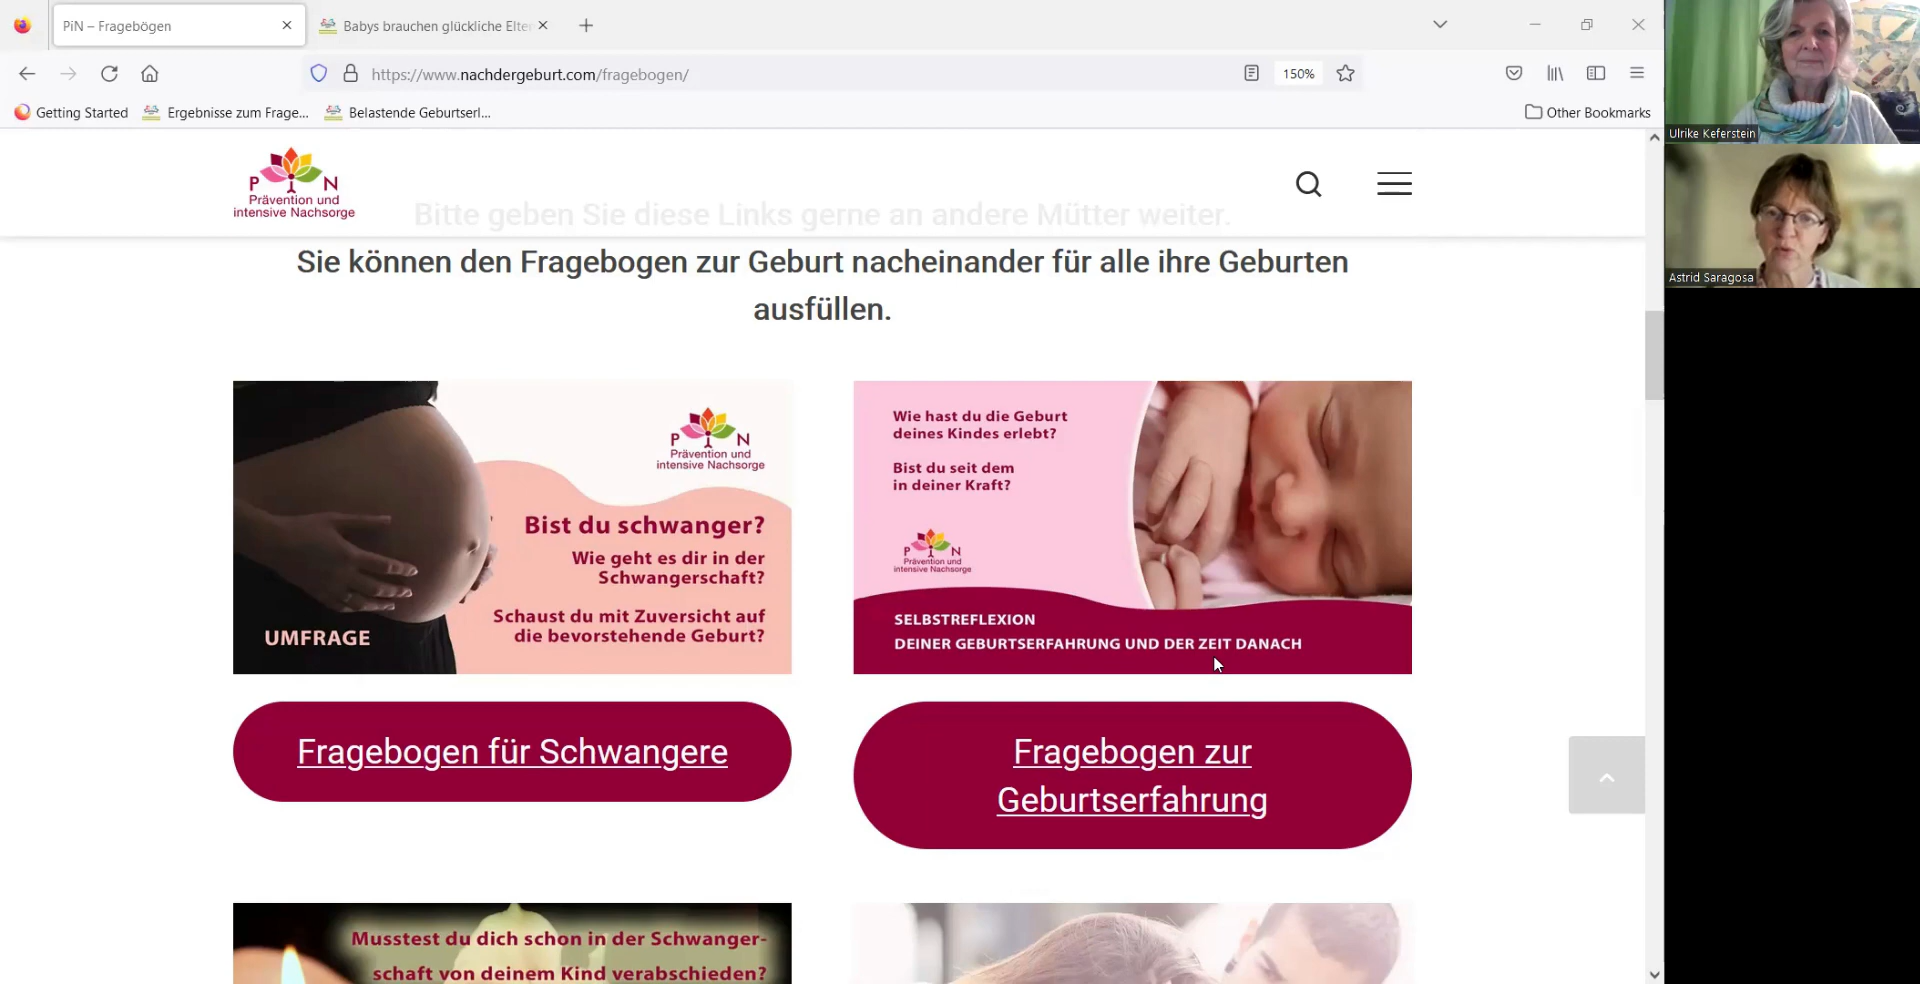 PiN – Fragebögen
Babys brauchen glückliche Elte
https://www.nachdergeburt.com/fragebogen/
150%
Getting Started
Ergebnisse zum Frage...
Belastende Geburtserl...
Other Bookmarks
P i N
Prävention und
intensive Nachsorge
Bitte geben Sie diese Links gerne an andere Mütter weiter.
Sie können den Fragebogen zur Geburt nacheinander für alle ihre Geburten
ausfüllen.
P i N
Prävention und
intensive Nachsorge
Bist du schwanger?
Wie geht es dir in der
Schwangerschaft?
Schaust du mit Zuversicht auf
die bevorstehende Geburt?
UMFRAGE
Wie hast du die Geburt
deines Kindes erlebt?
Bist du seit dem
in deiner Kraft?
P i N
Prävention und
intensive Nachsorge
SELBSTREFLEXION
DEINER GEBURTSERFAHRUNG UND DER ZEIT DANACH
Fragebogen für Schwangere
Fragebogen zur
Geburtserfahrung
Musstest du dich schon in der Schwanger-
schaft von deinem Kind verabschieden?
Ulrike Keferstein
Astrid Saragosa